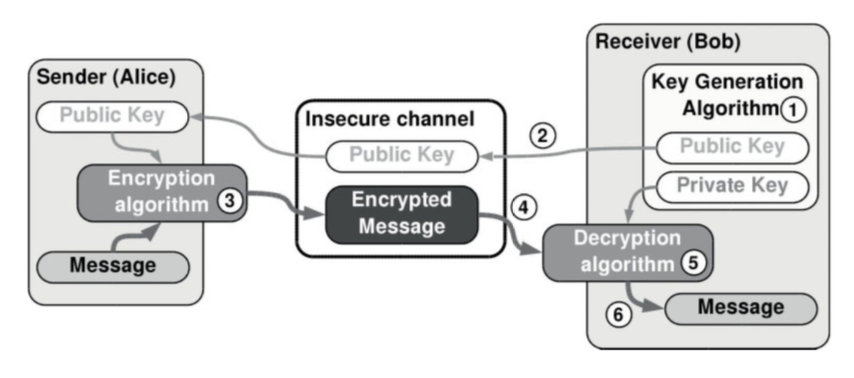 Sender (Alice)
Public Key
Encryption
algorithm 3
Message
Insecure channel
Public Key
Encrypted
Message
2
4
Receiver (Bob)
Key Generation
Algorithm 1
Public Key
Private Key
Decryption
algorithm 5
6
Message